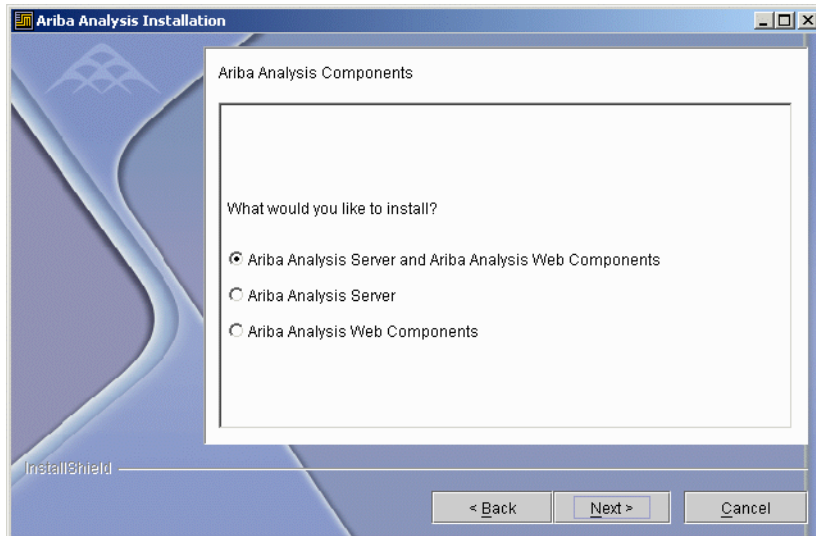 Ariba Analysis Installation
Ariba Analysis Components
What would you like to install?
Ariba Analysis Server and Ariba Analysis Web Components
Ariba Analysis Server
Ariba Analysis Web Components
InstallShield
< Back Next > Cancel